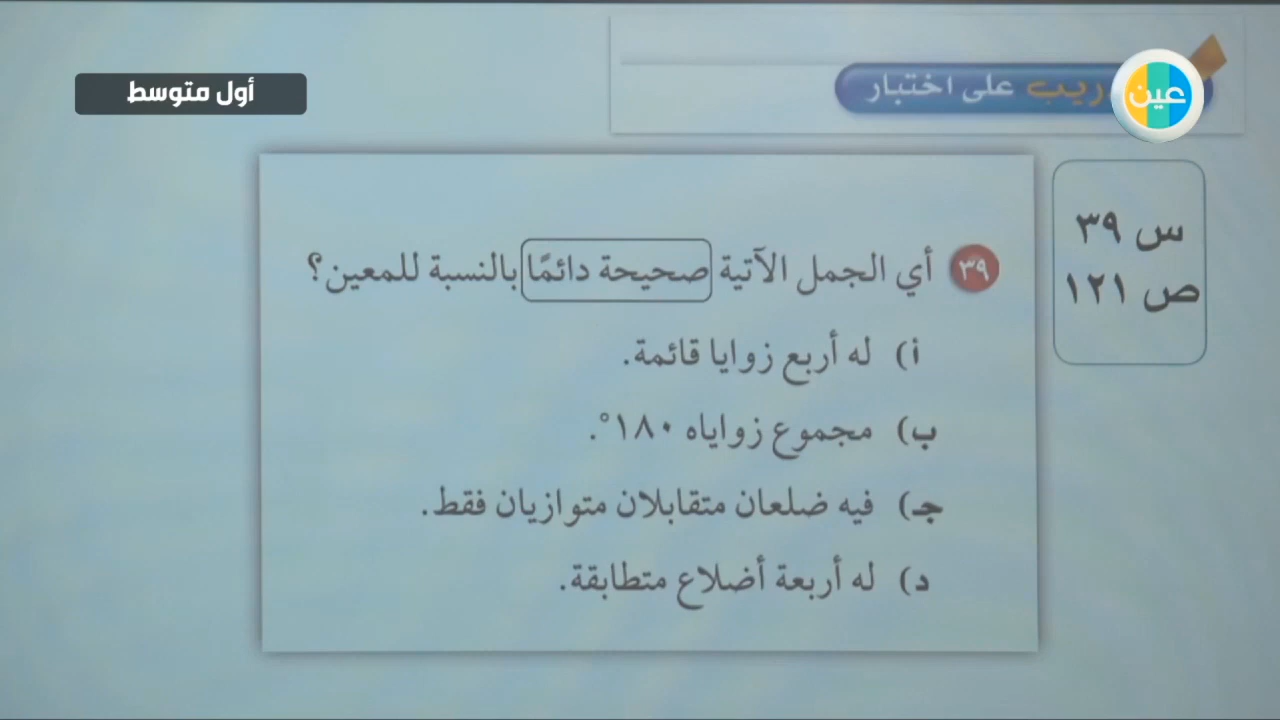 أول متوسط
على اختبار
عين
س ٣٩
ص ١٢١
٣٩ أي الجمل الآتية صحيحة دائمًا بالنسبة للمعين؟
أ) له أربع زوايا قائمة.
ب) مجموع زواياه ١٨٠°.
جـ) فيه ضلعان متقابلان متوازيان فقط.
د) له أربعة أضلاع متطابقة.